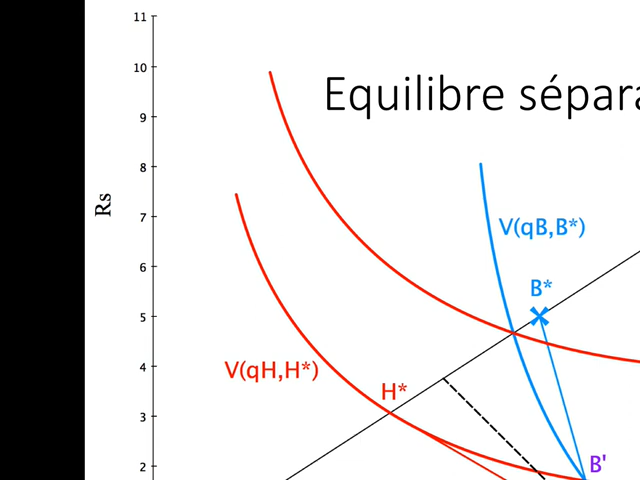 11
10
Equilibre sépara
9
8
Rs
7
V(qB,B*)
6
B*
5
4
V(qH,H*)
H*
3
2
B'